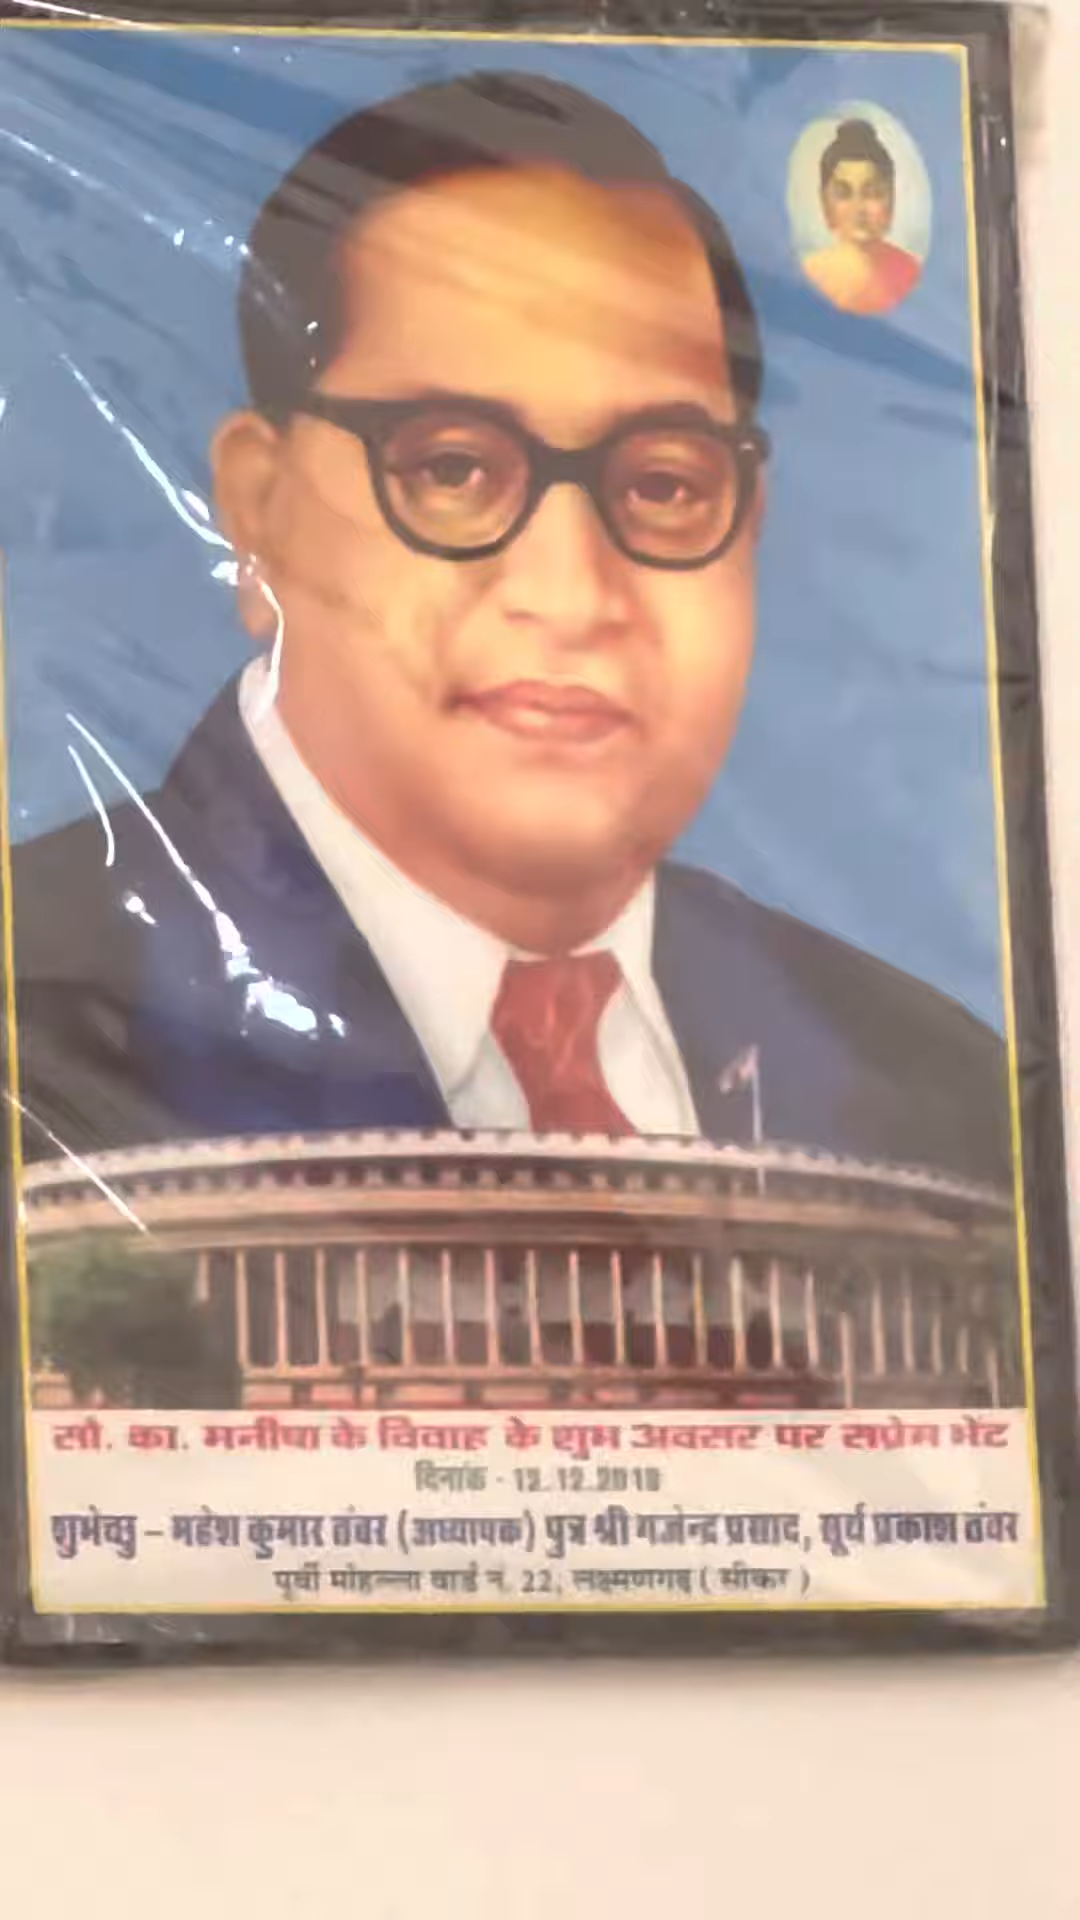 सौ. का. मनीषा के विवाह के शुभ अवसर पर सप्रेम भेंट
दिनांक - 12.12.2018
शुभेच्छु – महेश कुमार तंवर (अध्यापक) पुत्र श्री गजेन्द्र प्रसाद, सूर्य प्रकाश तंवर
पूर्वी मोहल्ला वार्ड नं. 22, लक्ष्मणगढ़ ( सीकर )